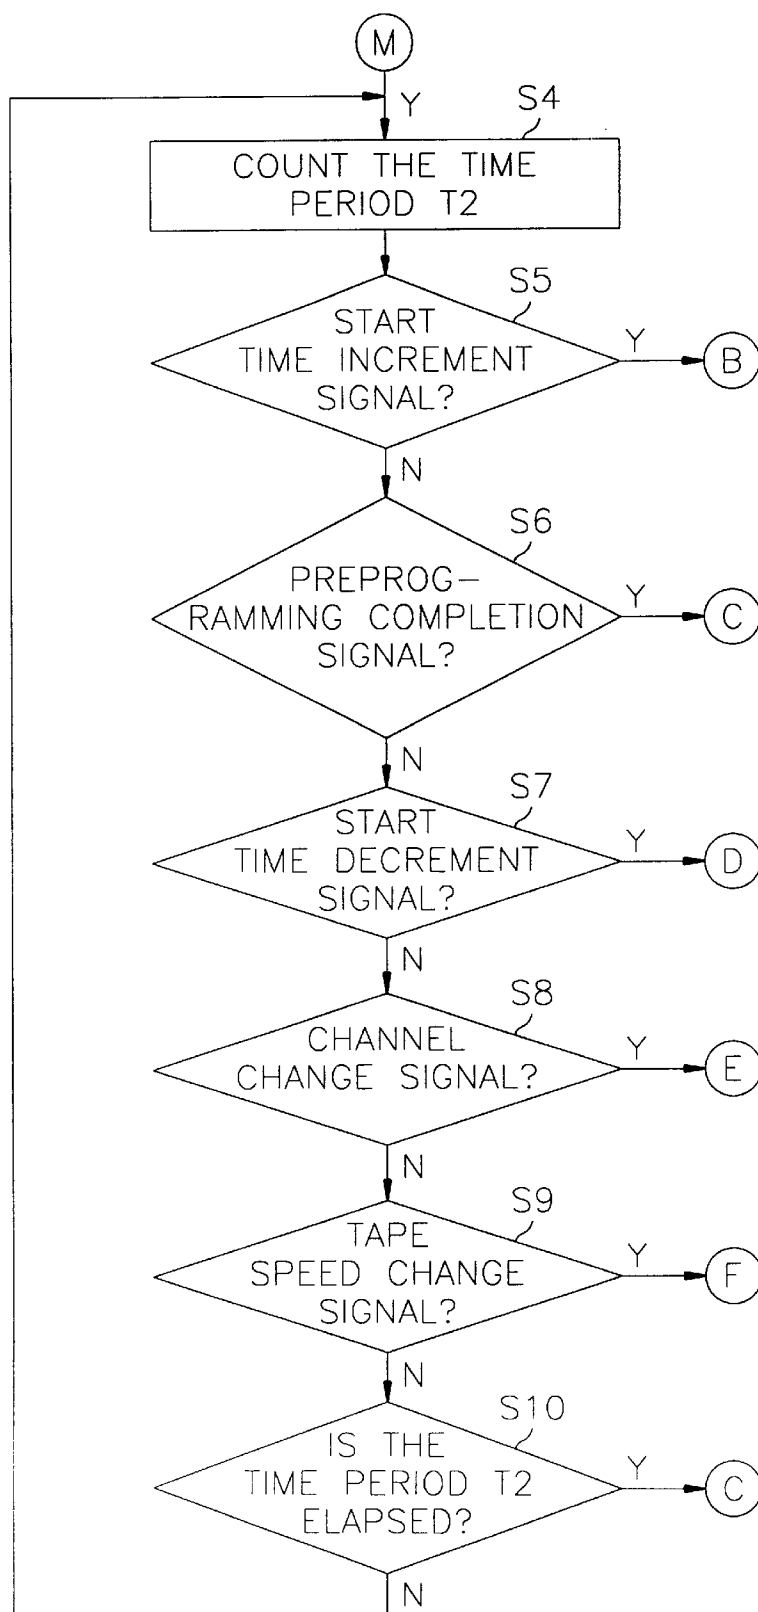 M
Y
S4
COUNT THE TIME
PERIOD T2
S5
START
TIME INCREMENT
SIGNAL?
Y
B
N
S6
PREPROG-
RAMMING COMPLETION
SIGNAL?
Y
C
N
S7
START
TIME DECREMENT
SIGNAL?
Y
D
N
S8
CHANNEL
CHANGE SIGNAL?
Y
E
N
S9
TAPE
SPEED CHANGE
SIGNAL?
Y
F
N
S10
IS THE
TIME PERIOD T2
ELAPSED?
Y
C
N